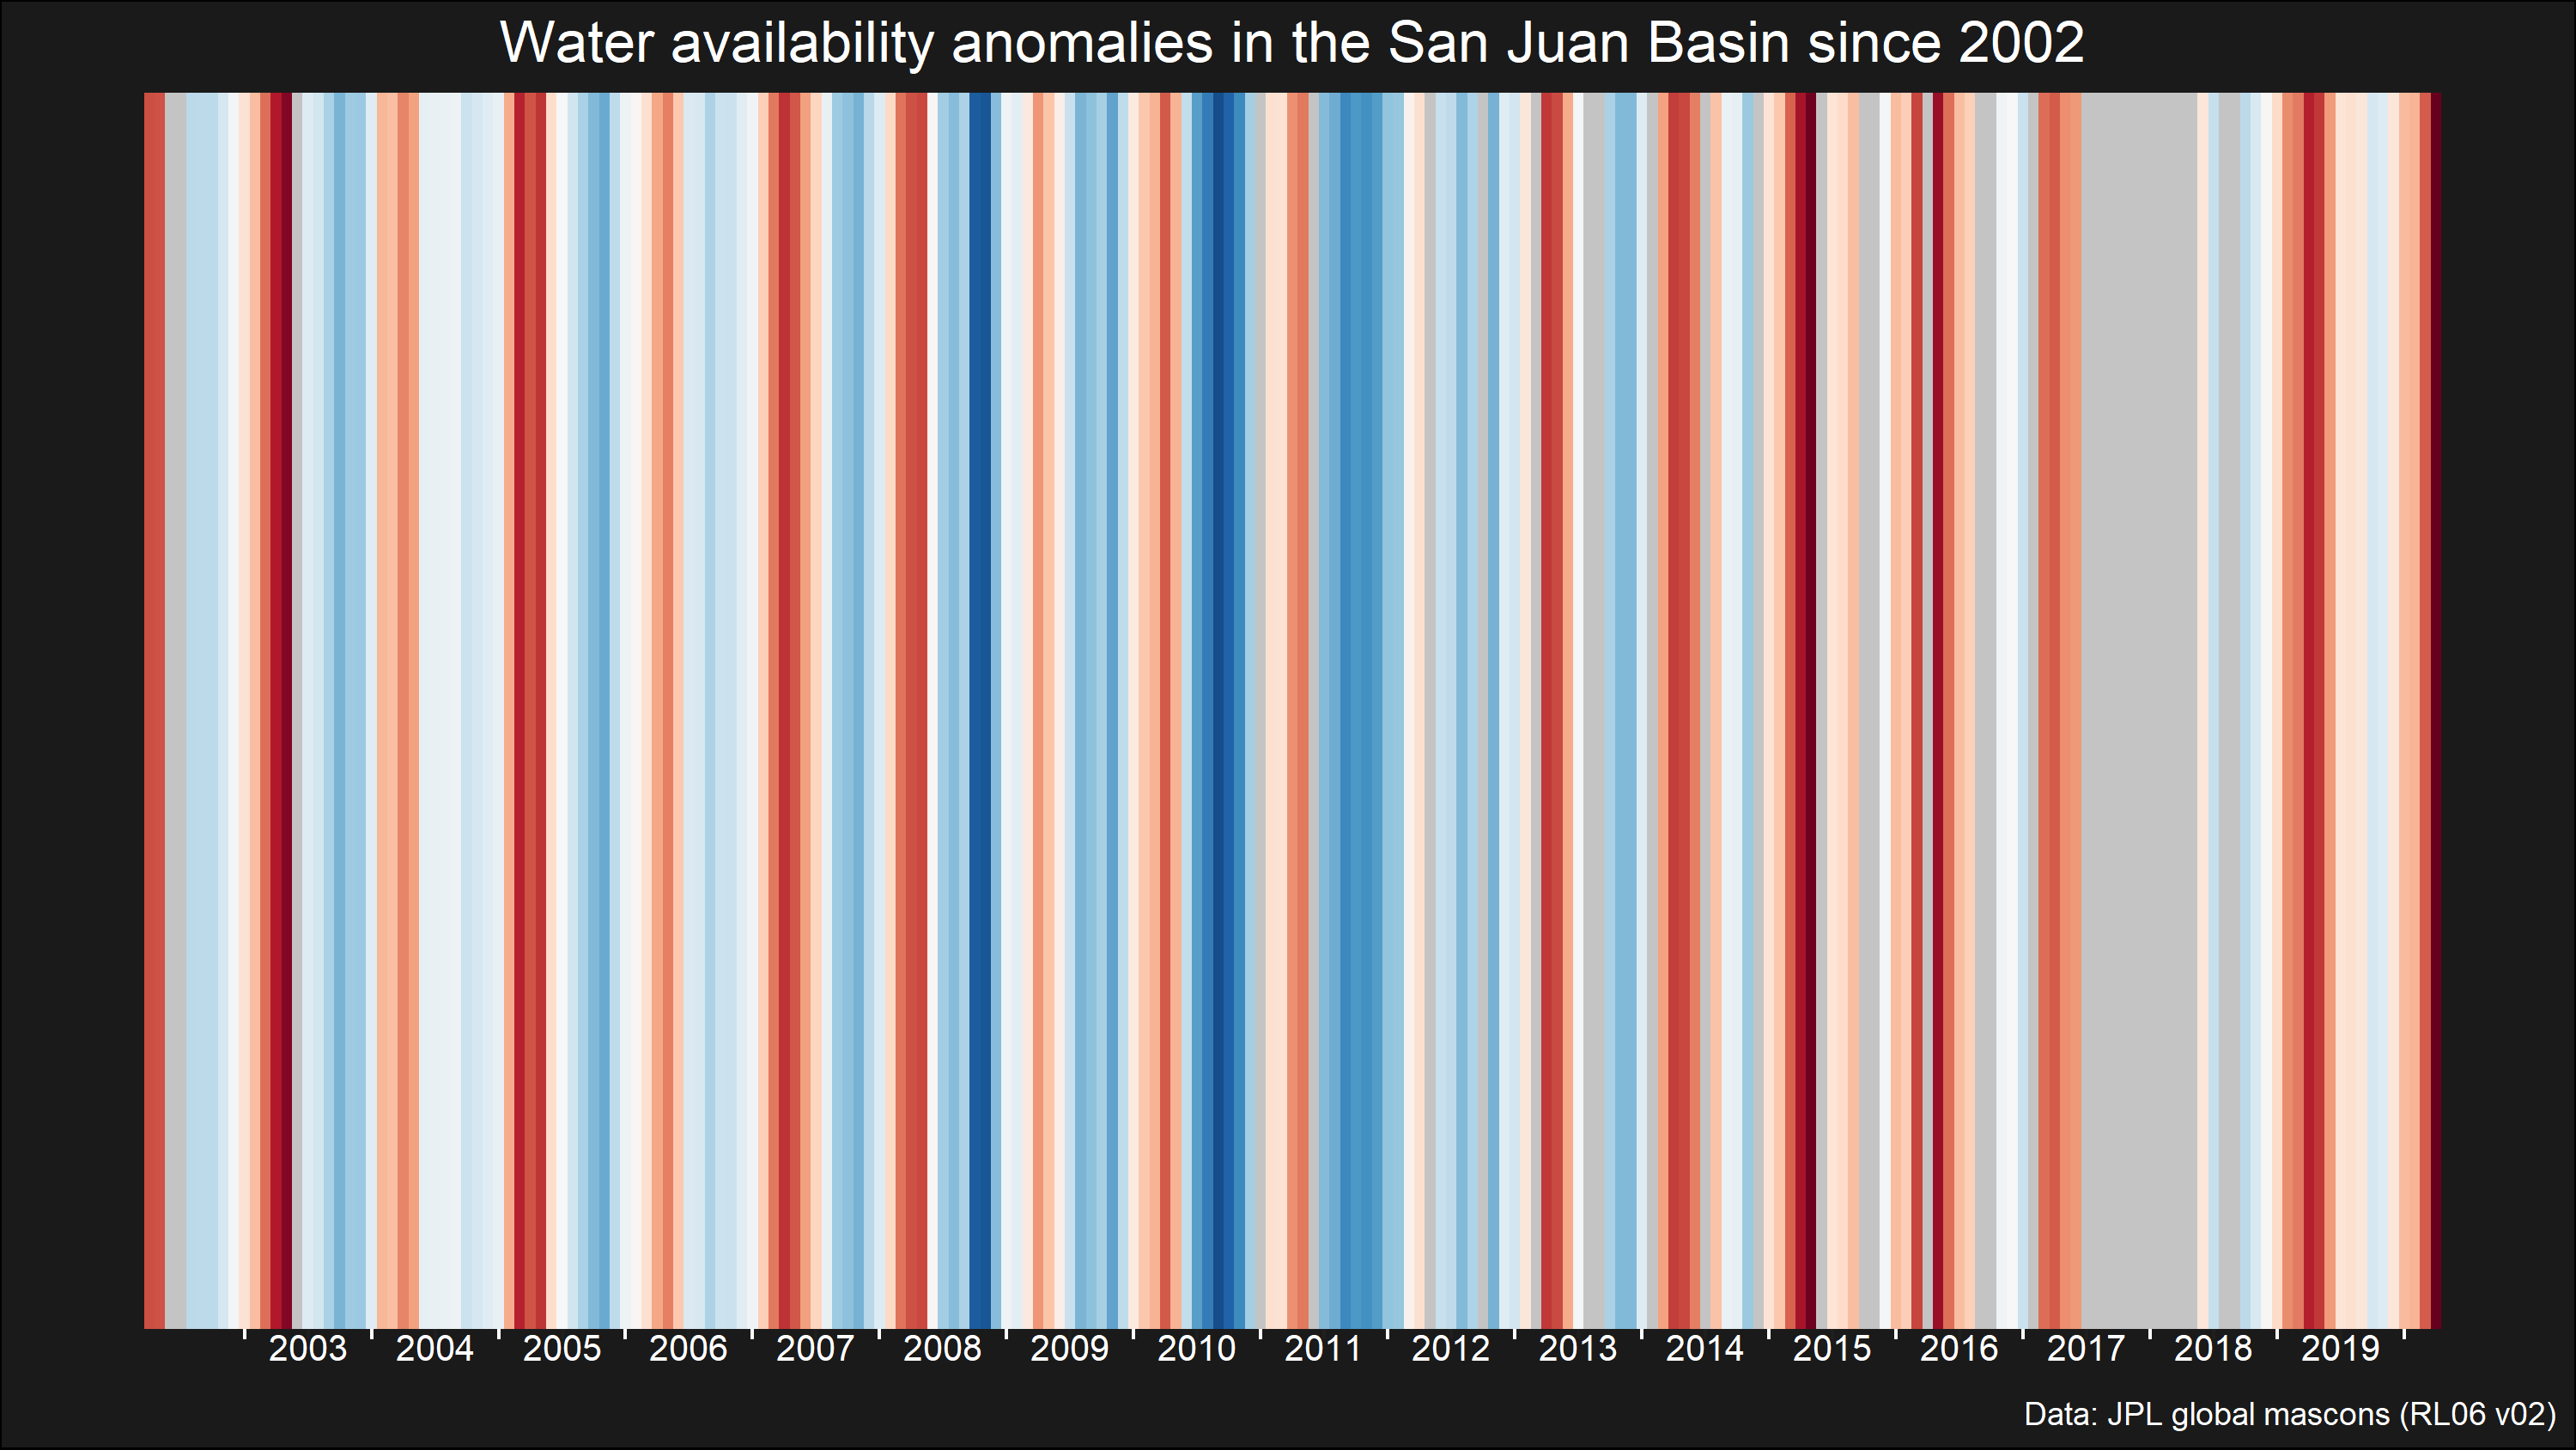 Water availability anomalies in the San Juan Basin since 2002
2003 2004 2005 2006 2007 2008 2009 2010 2011 2012 2013 2014 2015 2016 2017 2018 2019
Data: JPL global mascons (RL06 v02)